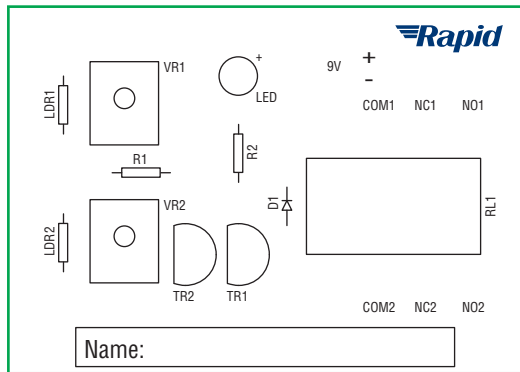 Rapid
VR1
9V
+
-
+
LED
LDR1
COM1 NC1 NO1
R1
R2
VR2
D1
RL1
LDR2
TR2 TR1
COM2 NC2 NO2
Name: